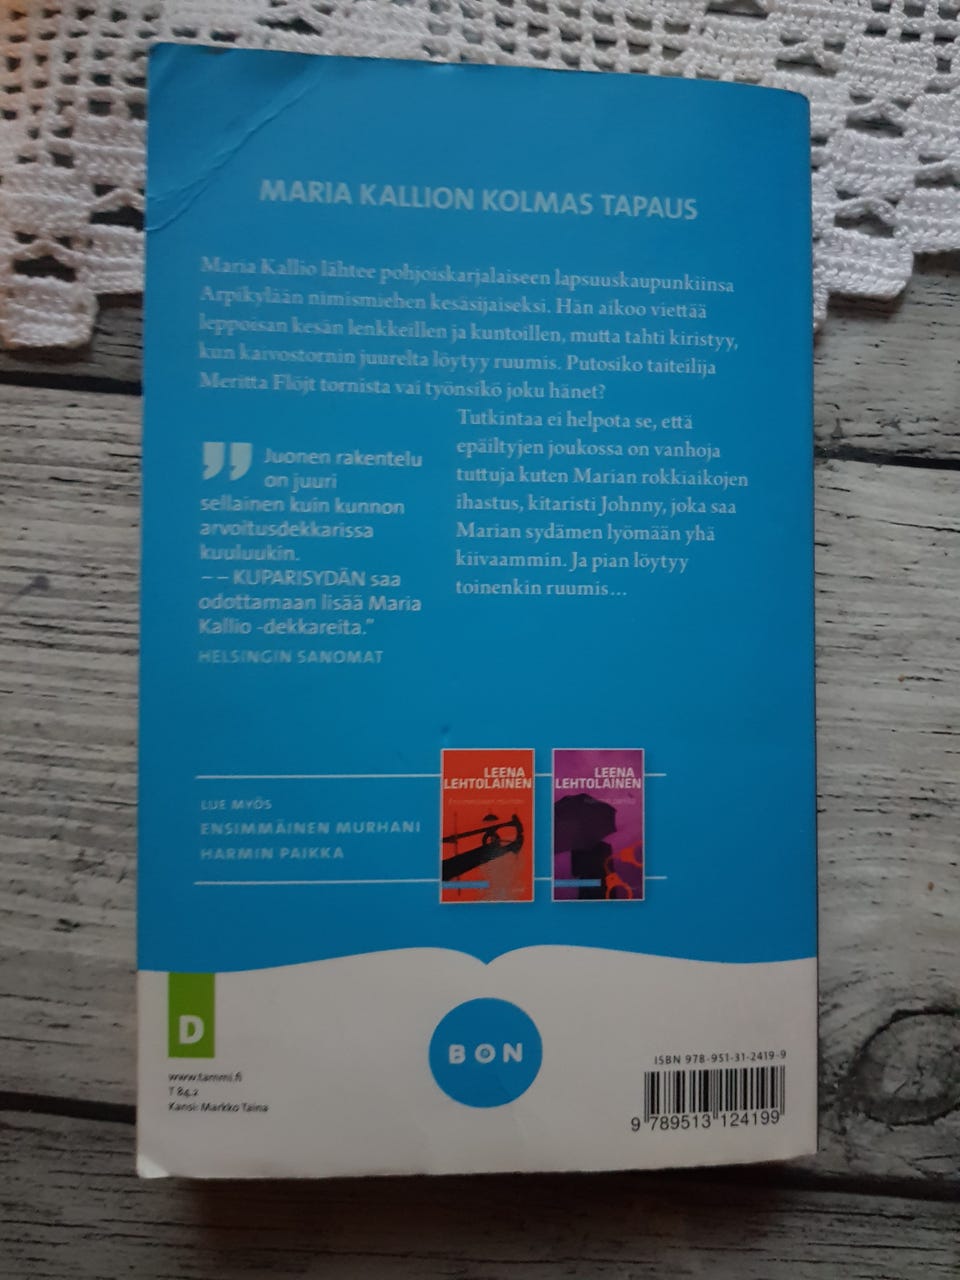 MARIA KALLION KOLMAS TAPAUS
Maria Kallio lähtee pohjoiskarjalaiseen lapsuuskaupunkiinsa
Arpikylään nimismiehen kesäsijaiseksi. Hän aikoo viettää
leppoisan kesän lenkkeillen ja kuntoillen, mutta tahti kiristyy,
kun kaivostornin juurelta löytyy ruumis. Putosiko taiteilija
Meritta Flöjt tornista vai työnsikö joku hänet?
Tutkintaa ei helpota se, että
epäiltyjen joukossa on vanhoja
tuttuja kuten Marian rokkiaikojen
ihastus, kitaristi Johnny, joka saa
Marian sydämen lyömään yhä
kiivaammin. Ja pian löytyy
toinenkin ruumis...
” Juonen rakentelu
on juuri
sellainen kuin kunnon
arvoitusdekkarissa
kuuluukin.
– – KUPARISYDÄN saa
odottamaan lisää Maria
Kallio -dekkareita.”
HELSINGIN SANOMAT
LUE MYÖS
ENSIMMÄINEN MURHANI
HARMIN PAIKKA
LEENA
LEHTOLAINEN
LEENA
LEHTOLAINEN
D
www.tammi.fi
T 84.2
Kansi: Markko Taina
BON
ISBN 978-951-31-2419-9
9 789513 124199